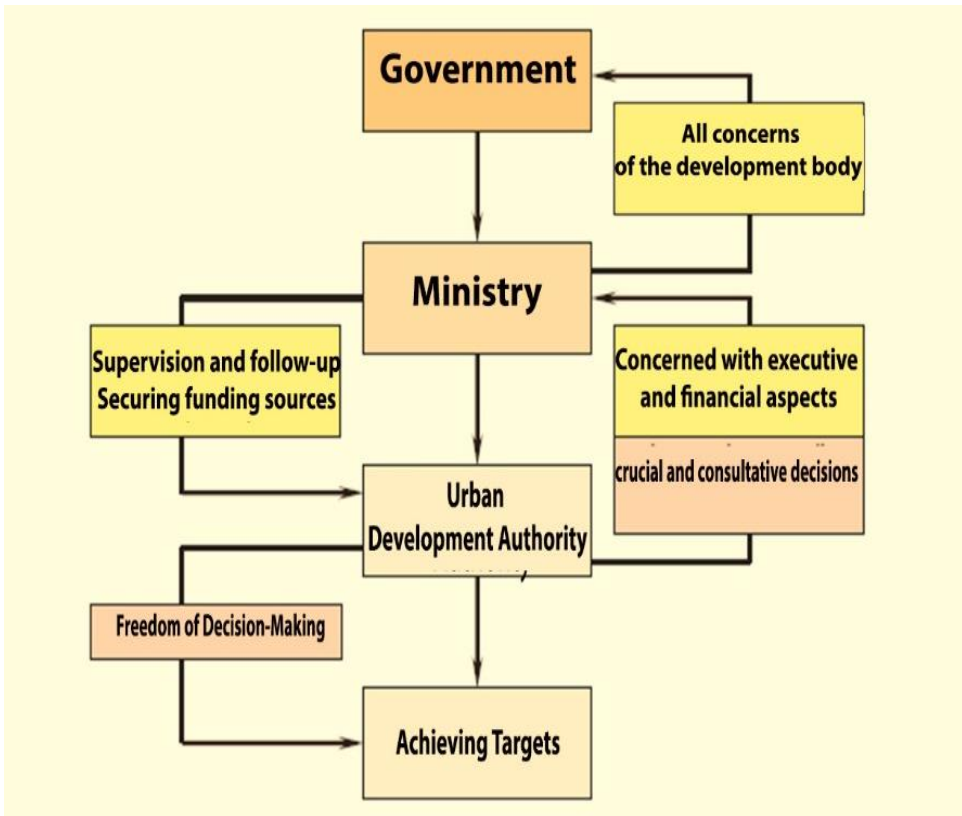 Government
All concerns
of the development body
Ministry
Supervision and follow-up
Securing funding sources
Concerned with executive
and financial aspects
crucial and consultative decisions
Urban
Development Authority
Freedom of Decision-Making
Achieving Targets